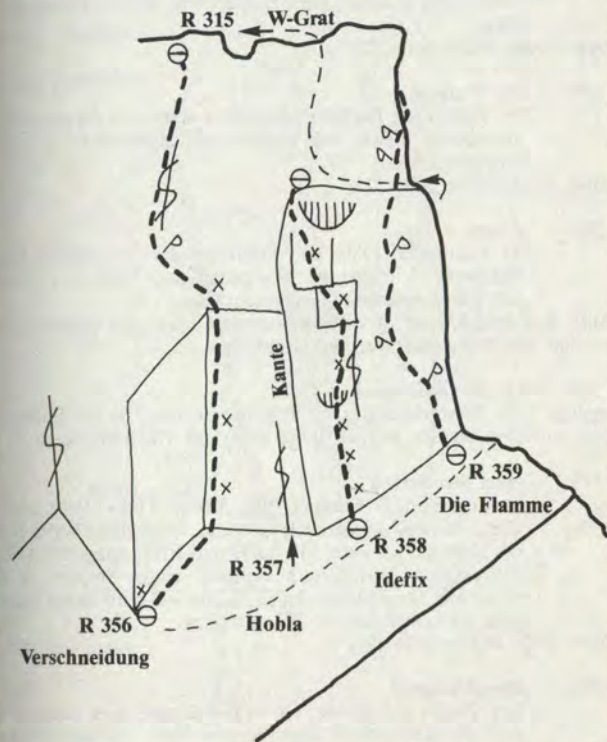 R 315
W-Grat
Kante
R 359
Die Flamme
R 358
R 357
Idefix
R 356
Hobla
Verschneidung